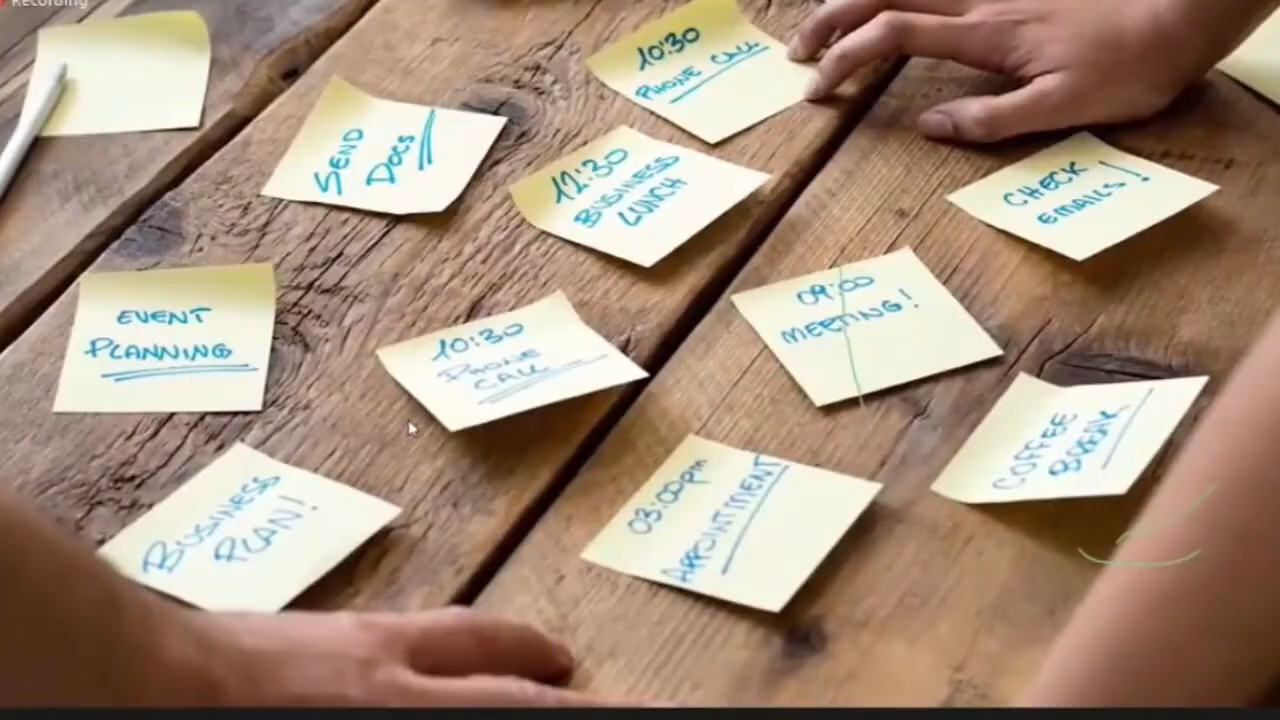 Recording
10:30
PHONE CALL
SEND
DOCS
12:30
BUSINESS
LUNCH
CHECK
EMAILS!
EVENT
PLANNING
10:30
PHONE
CALL
09:00
MEETING!
COFFEE
BREAK
BUSINESS
PLAN!
03:00pm
APPOINTMENT